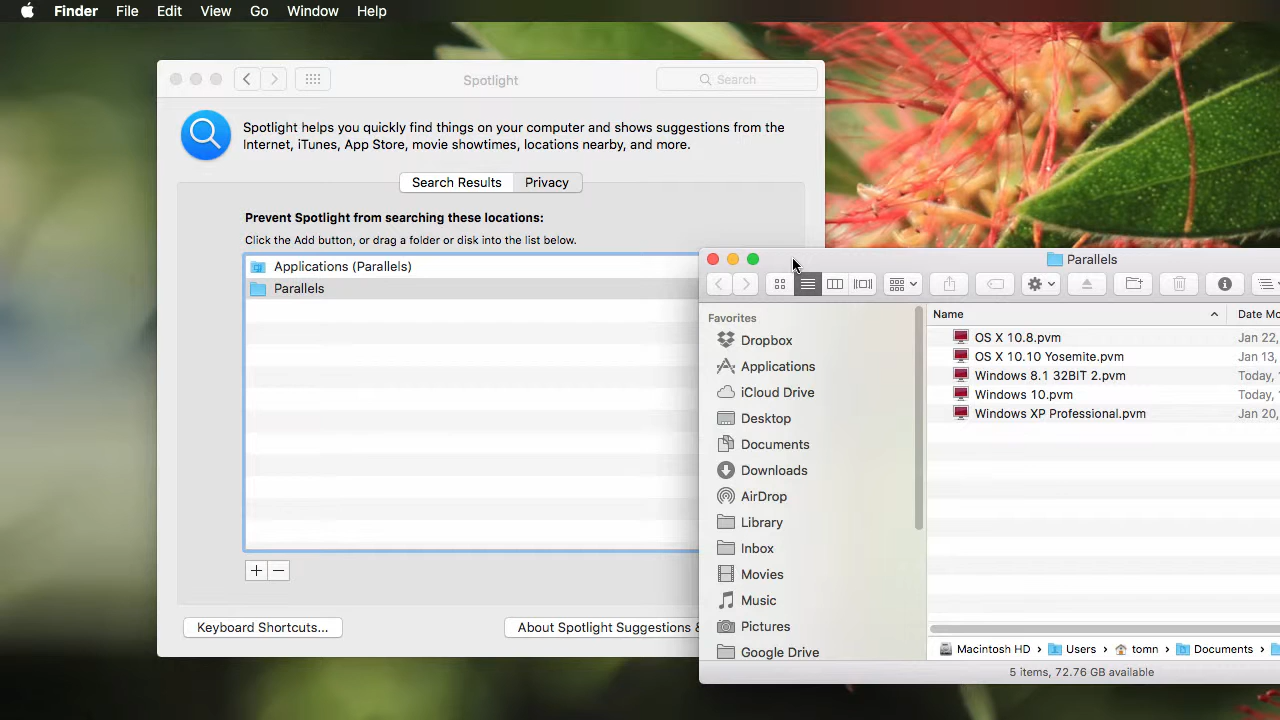 Finder File Edit View Go Window Help
Spotlight
Search
Spotlight helps you quickly find things on your computer and shows suggestions from the
Internet, iTunes, App Store, movie showtimes, locations nearby, and more.
Search Results Privacy
Prevent Spotlight from searching these locations:
Click the Add button, or drag a folder or disk into the list below.
Applications (Parallels)
Parallels
Keyboard Shortcuts...
About Spotlight Suggestions &
Parallels
Favorites
Dropbox
Applications
iCloud Drive
Desktop
Documents
Downloads
AirDrop
Library
Inbox
Movies
Music
Pictures
Google Drive
Name Date Mo
OS X 10.8.pvm Jan 22,
OS X 10.10 Yosemite.pvm Jan 13,
Windows 8.1 32BIT 2.pvm Today, 1
Windows 10.pvm Today, 1
Windows XP Professional.pvm Jan 20,
Macintosh HD › Users › tomn › Documents ›
5 items, 72.76 GB available